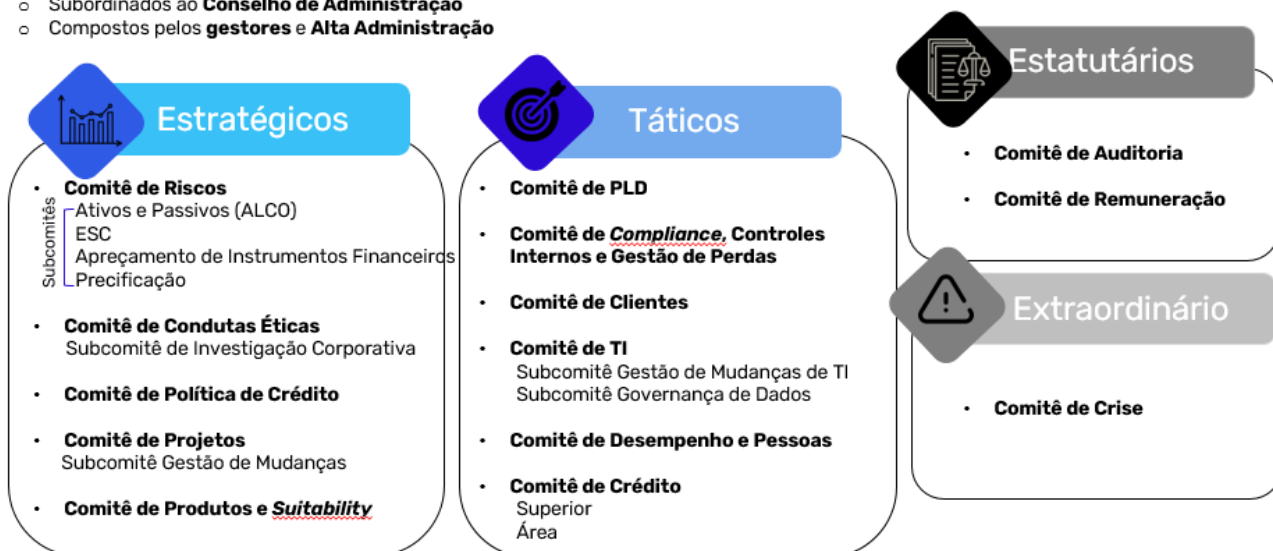 Subordinados ao Conselho de Administração
Compostos pelos gestores e Alta Administração
Estratégicos
Comitê de Riscos
Subcomitês
Ativos e Passivos (ALCO)
ESC
Apreçamento de Instrumentos Financeiros
Precificação
Comitê de Condutas Éticas
Subcomitê de Investigação Corporativa
Comitê de Política de Crédito
Comitê de Projetos
Subcomitê Gestão de Mudanças
Comitê de Produtos e Suitability
Táticos
Comitê de PLD
Comitê de Compliance, Controles
Internos e Gestão de Perdas
Comitê de Clientes
Comitê de TI
Subcomitê Gestão de Mudanças de TI
Subcomitê Governança de Dados
Comitê de Desempenho e Pessoas
Comitê de Crédito
Superior
Área
Estatutários
Comitê de Auditoria
Comitê de Remuneração
Extraordinário
Comitê de Crise